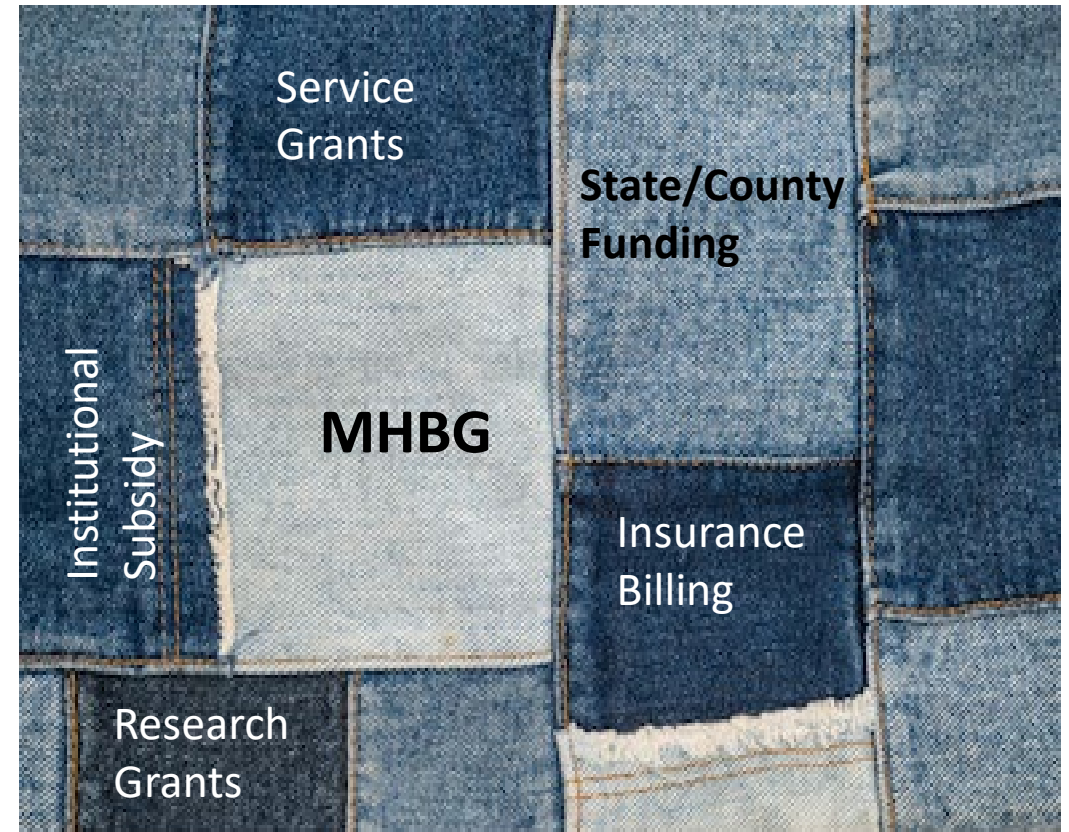 Service
Grants
State/County
Funding
Institutional
Subsidy
MHBG
Insurance
Billing
Research
Grants